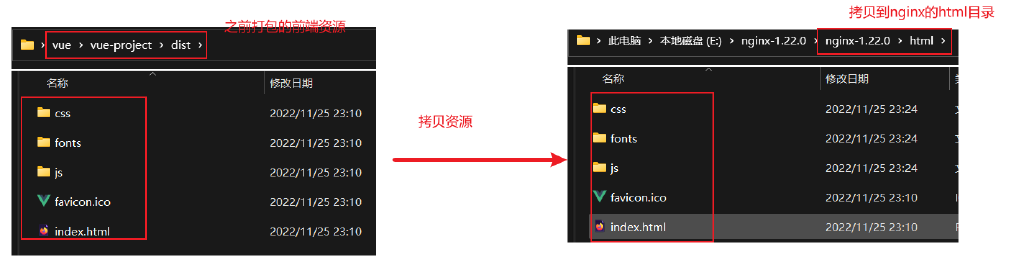 之前打包的前端资源
vue > vue-project > dist >
名称
修改日期
css
2022/11/25 23:10
fonts
2022/11/25 23:10
js
2022/11/25 23:10
favicon.ico
2022/11/25 23:10
index.html
2022/11/25 23:10
拷贝资源
拷贝到nginx的html目录
此电脑 > 本地磁盘 (E:) > nginx-1.22.0 > nginx-1.22.0 > html >
名称
修改日期
css
2022/11/25 23:24
fonts
2022/11/25 23:24
js
2022/11/25 23:24
favicon.ico
2022/11/25 23:10
index.html
2022/11/25 23:10